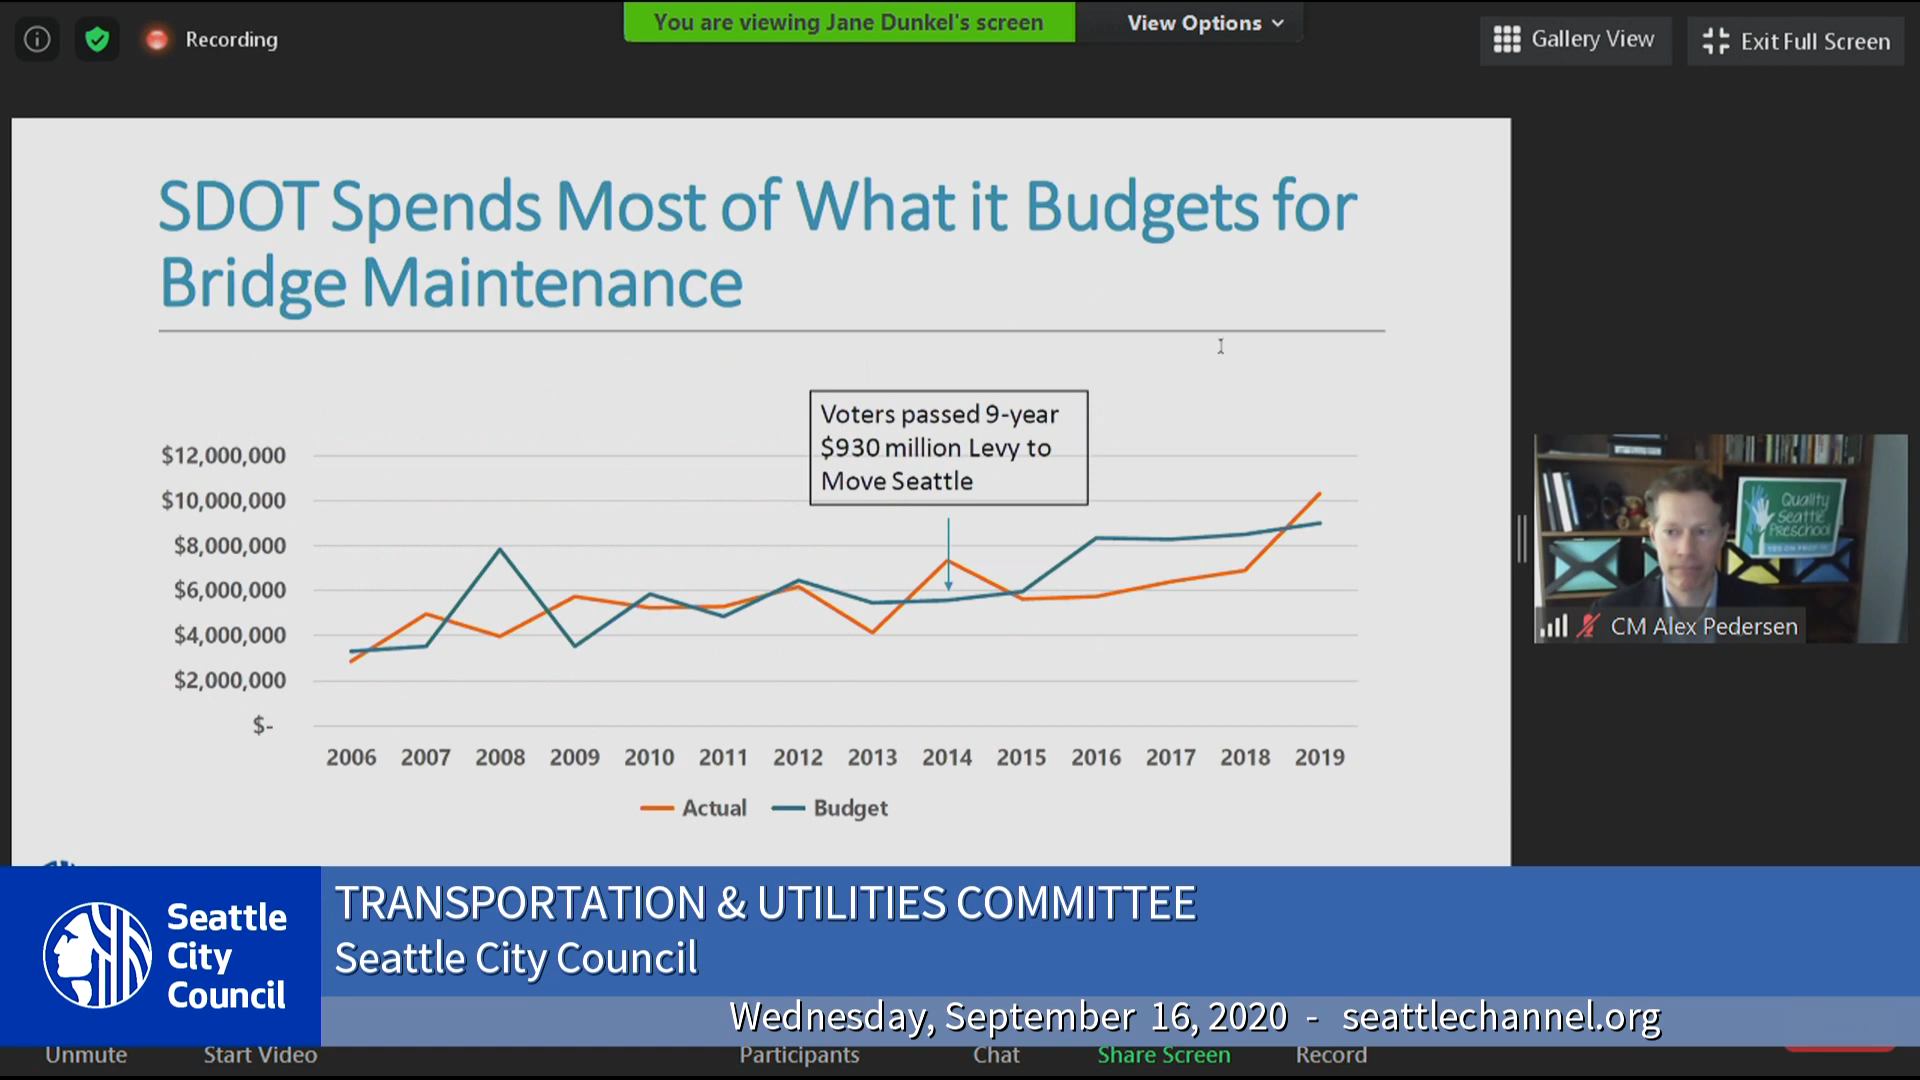 You are viewing Jane Dunkel's screen
View Options
Recording
Gallery View
Exit Full Screen
SDOT Spends Most of What it Budgets for
Bridge Maintenance
Voters passed 9-year
$930 million Levy to
Move Seattle
$12,000,000
$10,000,000
$8,000,000
$6,000,000
$4,000,000
$2,000,000
$-
2006 2007 2008 2009 2010 2011 2012 2013 2014 2015 2016 2017 2018 2019
Actual Budget
Quality
Seattle
Preschool
CM Alex Pedersen
Seattle
City
Council
TRANSPORTATION & UTILITIES COMMITTEE
Seattle City Council
Wednesday, September 16, 2020 - seattlechannel.org
Unmute Start Video Participants Chat Share Screen Record